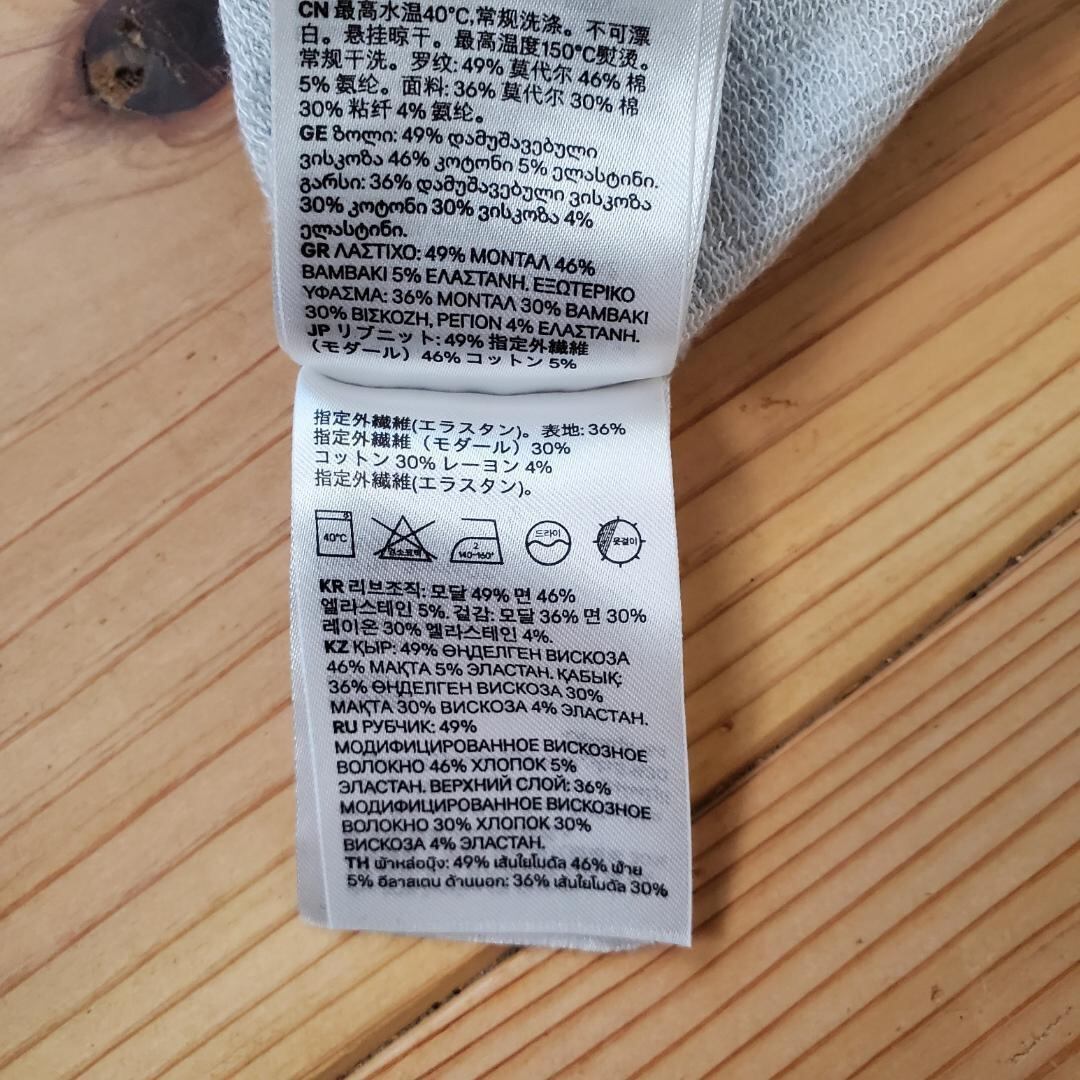 CN 最高水温40°C,常规洗涤。不可漂
白。悬挂晾干。最高温度150°C熨烫。
常规干洗。罗纹: 49% 莫代尔 46% 棉
5% 氨纶。面料: 36% 莫代尔 30% 棉
30% 粘纤 4% 氨纶。
GE ზოლი: 49% დამუშავებული
ვისკოზა 46% კოტონი 5% ელასტინი.
გარსი: 36% დამუშავებული ვისკოზა
30% კოტონი 30% ვისკოზა 4%
ელასტინი.
GR ΛΑΣΤΙΧΟ: 49% ΜΟΝΤΑΛ 46%
ΒΑΜΒΑΚΙ 5% ΕΛΑΣΤΑΝΗ. ΕΞΩΤΕΡΙΚΟ
ΥΦΑΣΜΑ: 36% ΜΟΝΤΑΛ 30% ΒΑΜΒΑΚΙ
30% ΒΙΣΚΟΖΗ, ΡΕΓΙΟΝ 4% ΕΛΑΣΤΑΝΗ.
JP リブニット: 49% 指定外繊維
（モダール）46% コットン 5%
指定外繊維(エラスタン)。表地: 36%
指定外繊維（モダール）30%
コットン 30% レーヨン 4%
指定外繊維(エラスタン)。
40°C 염소표백 2 140~160° 드라이 옷걸이
KR 리브조직: 모달 49% 면 46%
엘라스테인 5%. 겉감: 모달 36% 면 30%
레이온 30% 엘라스테인 4%.
KZ ҚЫР: 49% ӨҢДЕЛГЕН ВИСКОЗА
46% МАҚТА 5% ЭЛАСТАН. ҚАБЫҚ:
36% ӨҢДЕЛГЕН ВИСКОЗА 30%
МАҚТА 30% ВИСКОЗА 4% ЭЛАСТАН.
RU РУБЧИК: 49%
МОДИФИЦИРОВАННОЕ ВИСКОЗНОЕ
ВОЛОКНО 46% ХЛОПОК 5%
ЭЛАСТАН. ВЕРХНИЙ СЛОЙ: 36%
МОДИФИЦИРОВАННОЕ ВИСКОЗНОЕ
ВОЛОКНО 30% ХЛОПОК 30%
ВИСКОЗА 4% ЭЛАСТАН.
TH ผ้าหล่อบุ๊ง: 49% เส้นใยโมดัล 46% ฝ้าย
5% อีลาสเตน ด้านนอก: 36% เส้นใยโมดัล 30%